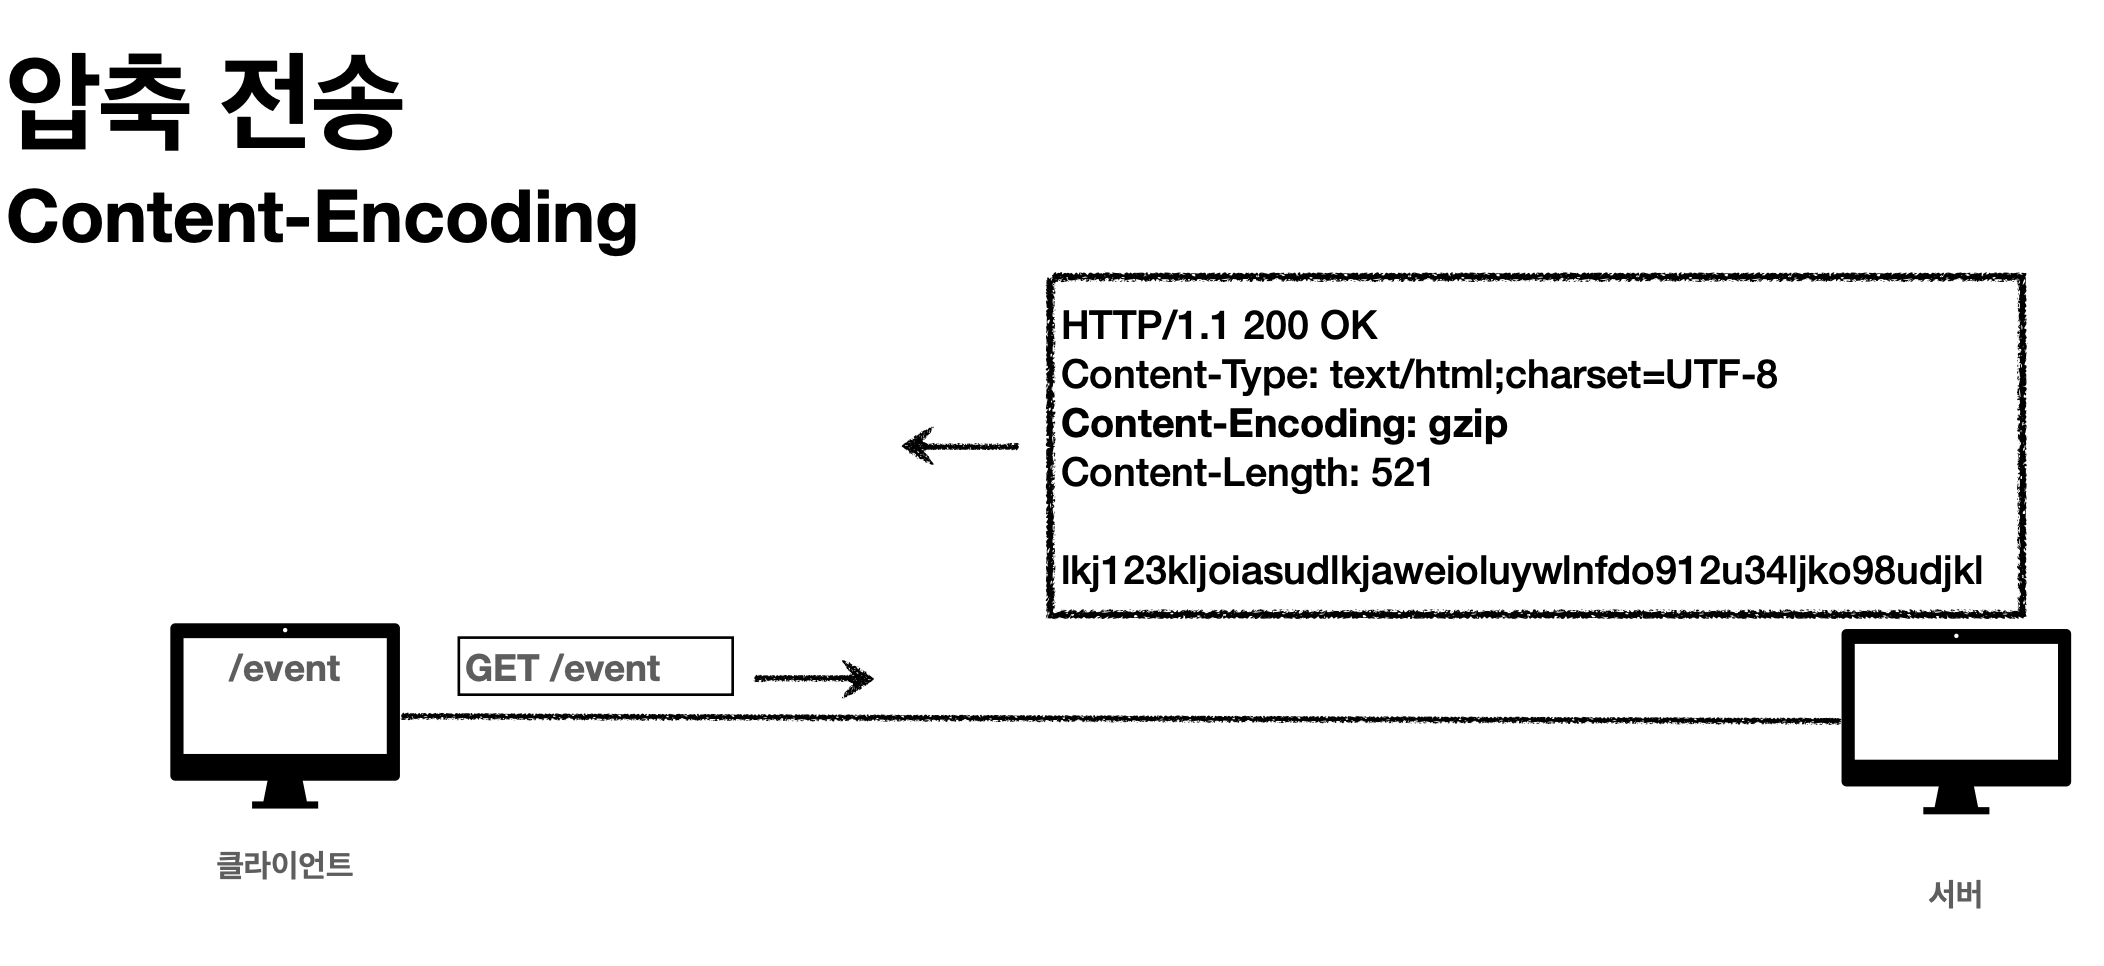 압축 전송
Content-Encoding
HTTP/1.1 200 OK
Content-Type: text/html;charset=UTF-8
Content-Encoding: gzip
Content-Length: 521
lkj123kljoiasudlkjaweioluywlnfdo912u34ljko98udjkl
/event
GET /event
클라이언트
서버